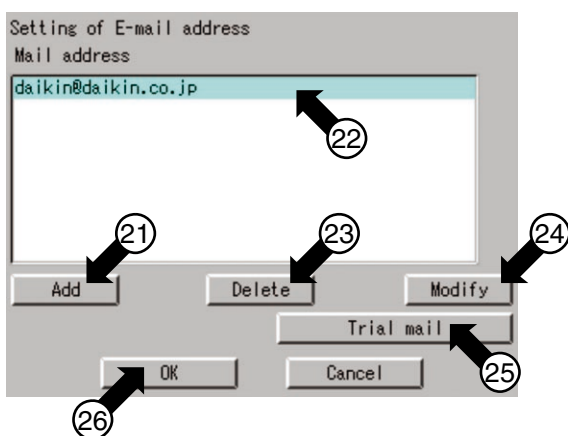 Setting of E-mail address
Mail address
daikin@daikin.co.jp
22
21
23
24
Add
Delete
Modify
Trial mail
25
OK
Cancel
26